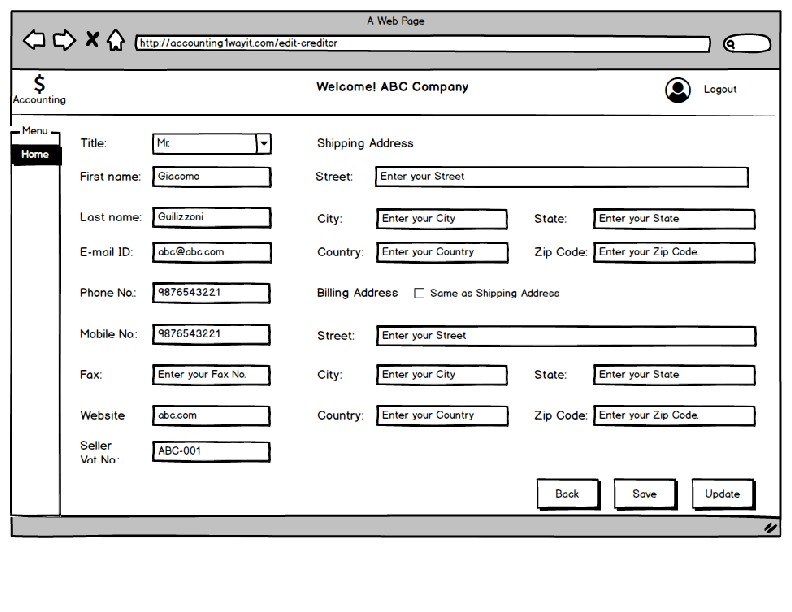 A Web Page
http://accounting1wayit.com/edit-creditor
$
Accounting
Welcome! ABC Company
Logout
Menu
Home
Title: Mr. Shipping Address
First name: Giacomo Street: Enter your Street
Last name: Guilizzoni City: Enter your City State: Enter your State
E-mail ID: abc@abc.com Country: Enter your Country Zip Code: Enter your Zip Code.
Phone No.: 9876543221 Billing Address Same as Shipping Address
Mobile No.: 9876543221 Street: Enter your Street
Fax: Enter your Fax No. City: Enter your City State: Enter your State
Website abc.com Country: Enter your Country Zip Code: Enter your Zip Code.
Seller
Vat No.: ABC-001
Back Save Update